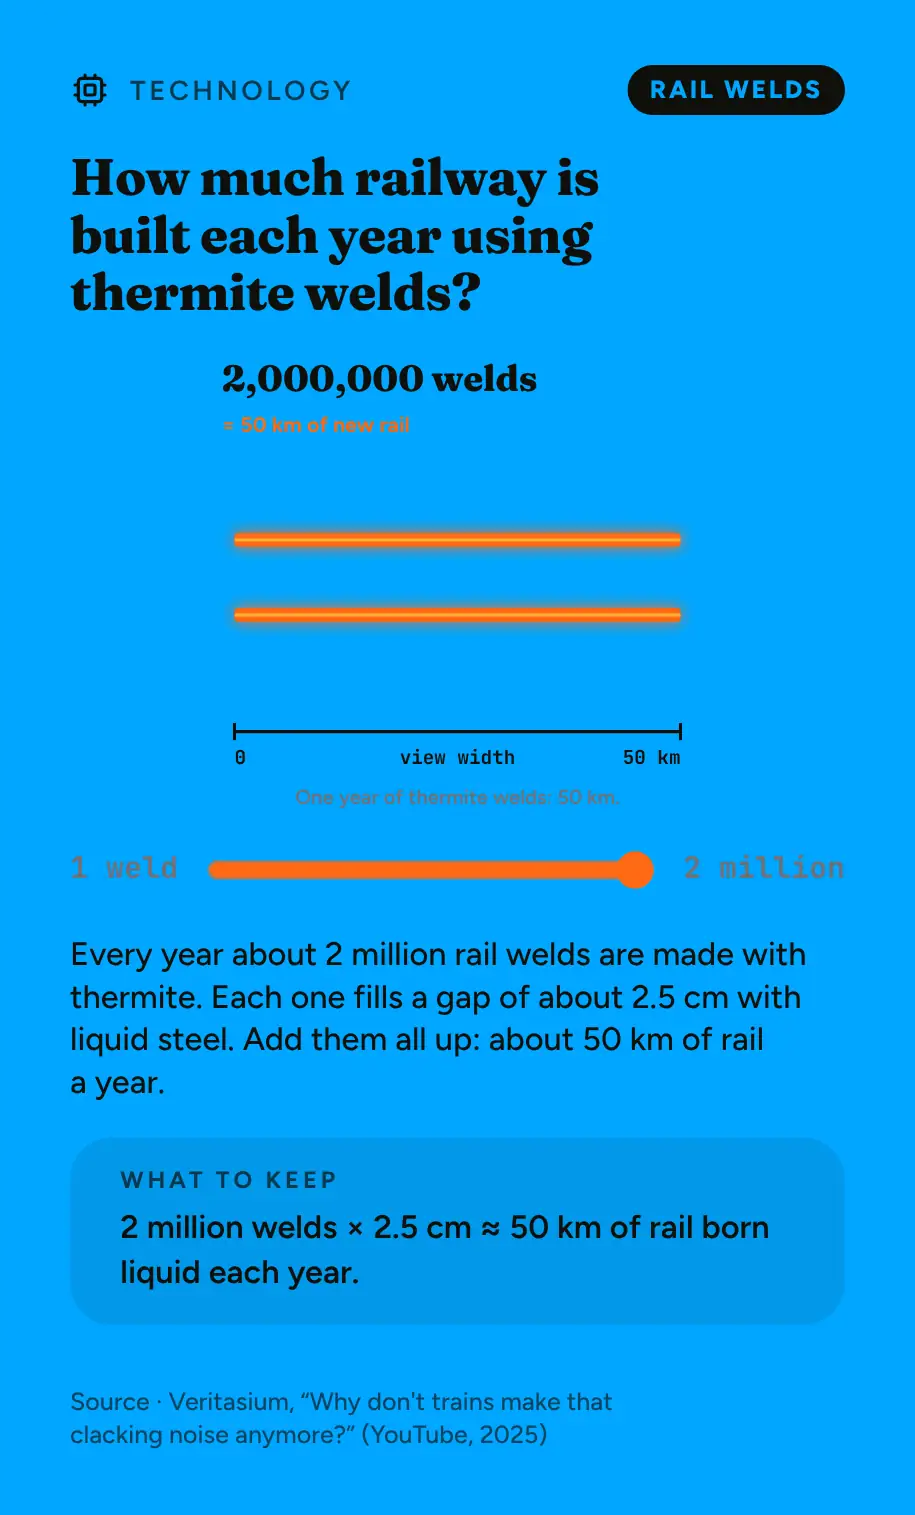 TECHNOLOGY
RAIL WELDS
How much railway is
built each year using
thermite welds?
2,000,000 welds
= 50 km of new rail
0 view width 50 km
One year of thermite welds: 50 km.
1 weld 2 million
Every year about 2 million rail welds are made with
thermite. Each one fills a gap of about 2.5 cm with
liquid steel. Add them all up: about 50 km of rail
a year.
WHAT TO KEEP
2 million welds × 2.5 cm ≈ 50 km of rail born
liquid each year.
Source · Veritasium, “Why don't trains make that
clacking noise anymore?” (YouTube, 2025)